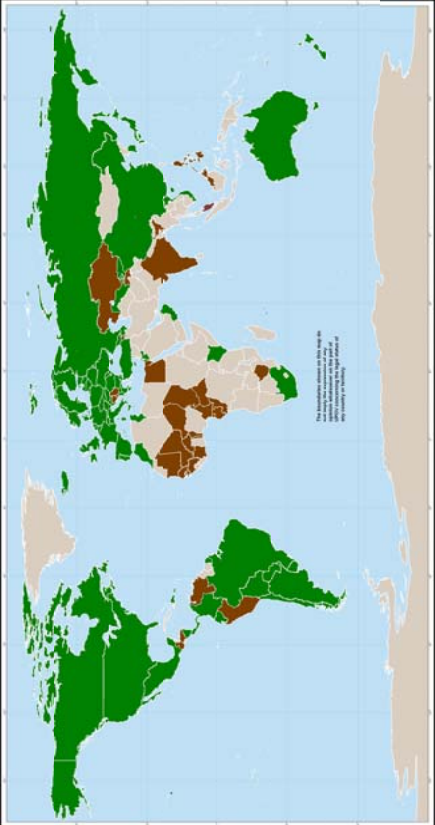 The boundaries shown on this map do
not imply the expression of any
opinion whatsoever on the part of
UPOV concerning the legal status of
any country or territory.